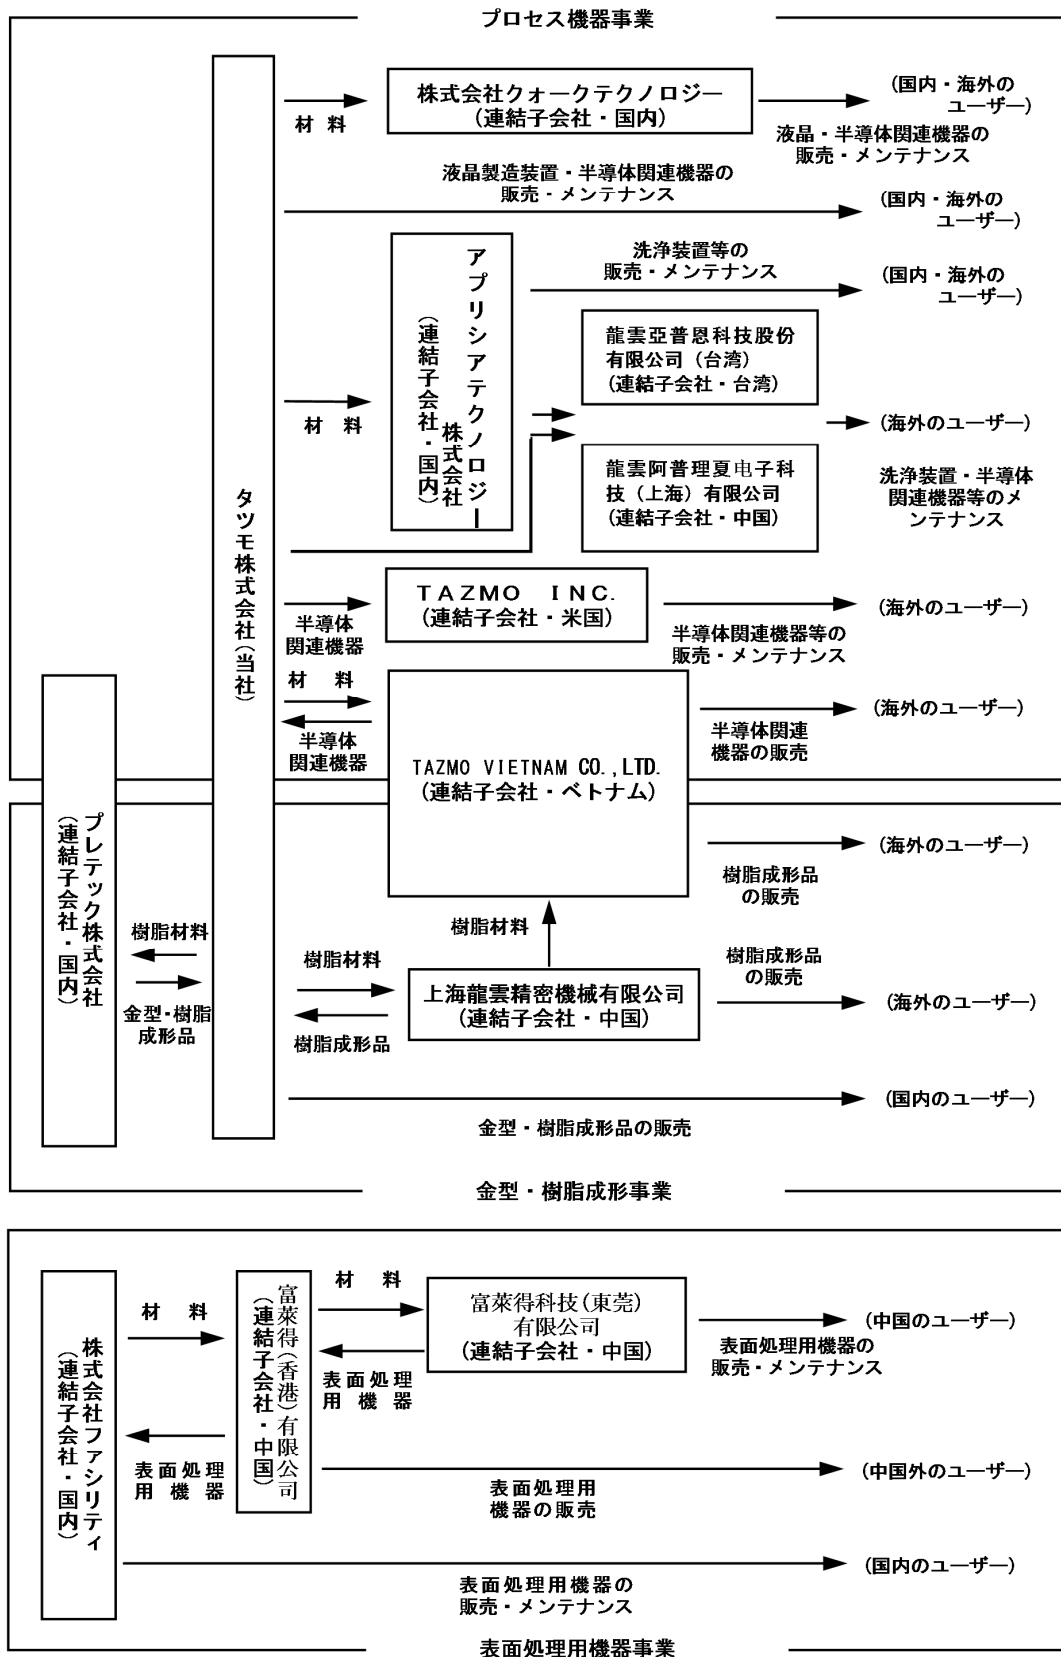 プロセス機器事業
タツモ株式会社(当社)
材 料
株式会社クォークテクノロジー
(連結子会社・国内)
(国内・海外の
ユーザー)
液晶・半導体関連機器の
販売・メンテナンス
液晶製造装置・半導体関連機器の
販売・メンテナンス
(国内・海外の
ユーザー)
材 料
アプリシアテクノロジー
株式会社
(連結子会社・国内)
洗浄装置等の
販売・メンテナンス
(国内・海外の
ユーザー)
龍雲亞普恩科技股份
有限公司(台湾)
(連結子会社・台湾)
龍雲阿普理夏电子科
技(上海)有限公司
(連結子会社・中国)
(海外のユーザー)
洗浄装置・半導体
関連機器等のメ
ンテナンス
半導体
関連機器
TAZMO INC.
(連結子会社・米国)
半導体関連機器等の
販売・メンテナンス
(海外のユーザー)
材 料
半導体
関連機器
TAZMO VIETNAM CO.,LTD.
(連結子会社・ベトナム)
半導体関連
機器の販売
(海外のユーザー)
プレテック株式会社
(連結子会社・国内)
樹脂成形品
の販売
(海外のユーザー)
樹脂材料
樹脂材料
金型・樹脂
成形品
樹脂材料
樹脂成形品
上海龍雲精密機械有限公司
(連結子会社・中国)
樹脂成形品
の販売
(海外のユーザー)
金型・樹脂成形品の販売
(国内のユーザー)
金型・樹脂成形事業
株式会社ファシリティ
(連結子会社・国内)
材 料
表面処理
用機器
富萊得(香港)有限公司
(連結子会社・中国)
材 料
表面処理
用機器
富萊得科技(東莞)
有限公司
(連結子会社・中国)
(中国のユーザー)
表面処理用機器の
販売・メンテナンス
表面処理用
機器の販売
(中国外のユーザー)
表面処理用機器の
販売・メンテナンス
(国内のユーザー)
表面処理用機器事業